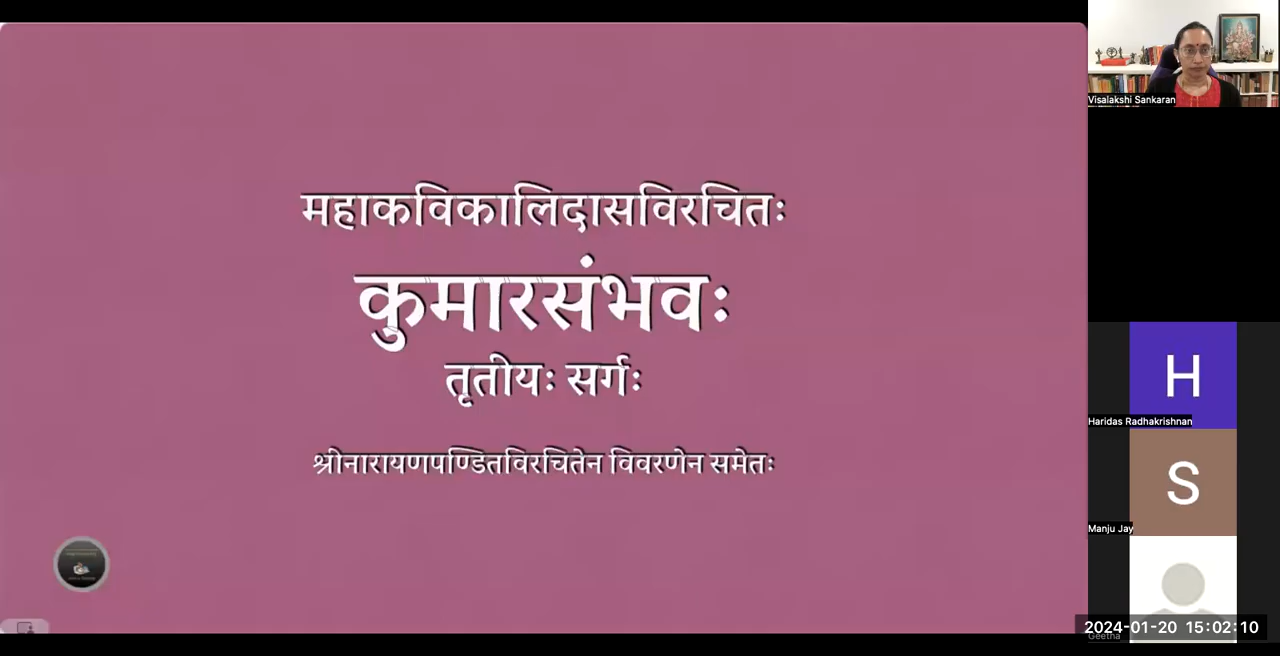 महाकविकालिदासविरचितः
कुमारसंभवः
तृतीयः सर्गः
श्रीनारायणपण्डितविरचितेन विवरणेन समेतः
Visalakshi Sankaran
H
Haridas Radhakrishnan
S
Manju Jay
2024-01-20 15:02:10
Geetha